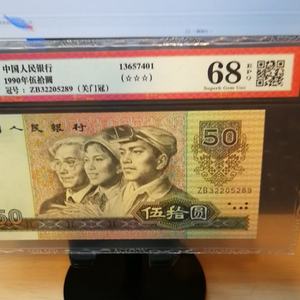 中国人民银行
1990年伍拾圆
冠号：ZB32205289（关门冠）
13657401
（☆☆☆）
68 EPQ
Superb Gem Unc
国人民银行
50
ZB32205289
50
伍拾圆